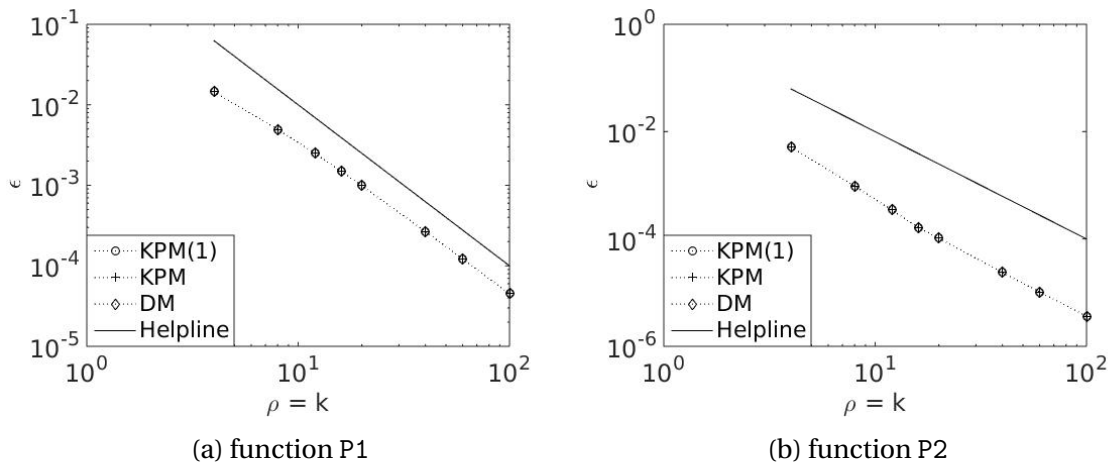 10^-1
10^-2
10^-3
10^-4
10^-5
ϵ
KPM(1)
KPM
DM
Helpline
10^0
10^1
10^2
ρ = k
(a) function P1
10^0
10^-2
10^-4
10^-6
ϵ
KPM(1)
KPM
DM
Helpline
10^0
10^1
10^2
ρ = k
(b) function P2